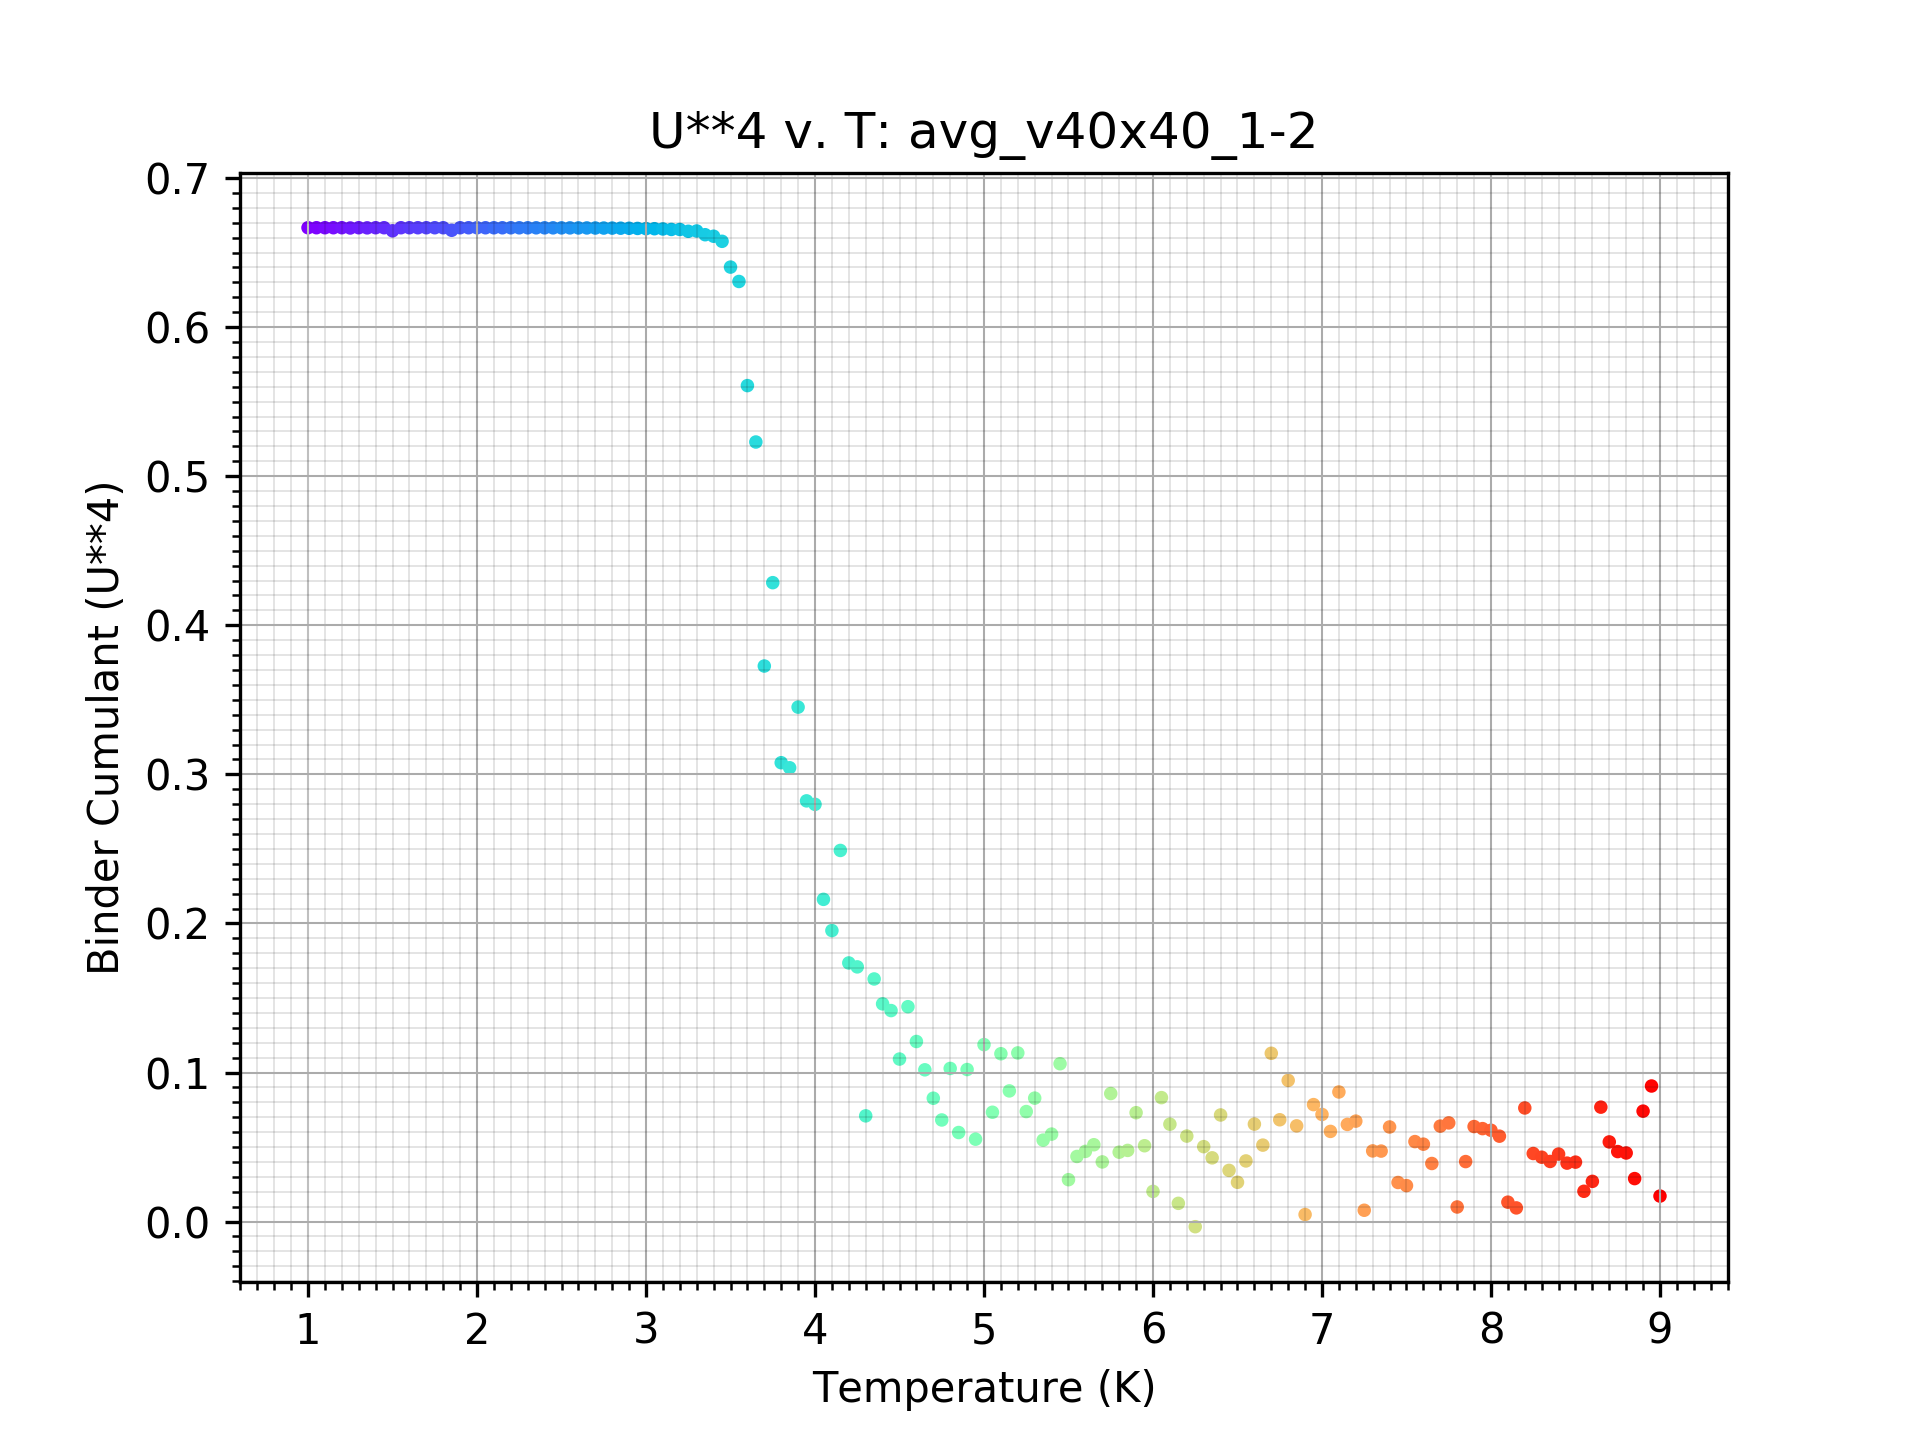 U**4 v. T: avg_v40x40_1-2
Binder Cumulant (U**4)
0.7
0.6
0.5
0.4
0.3
0.2
0.1
0.0
1 2 3 4 5 6 7 8 9
Temperature (K)